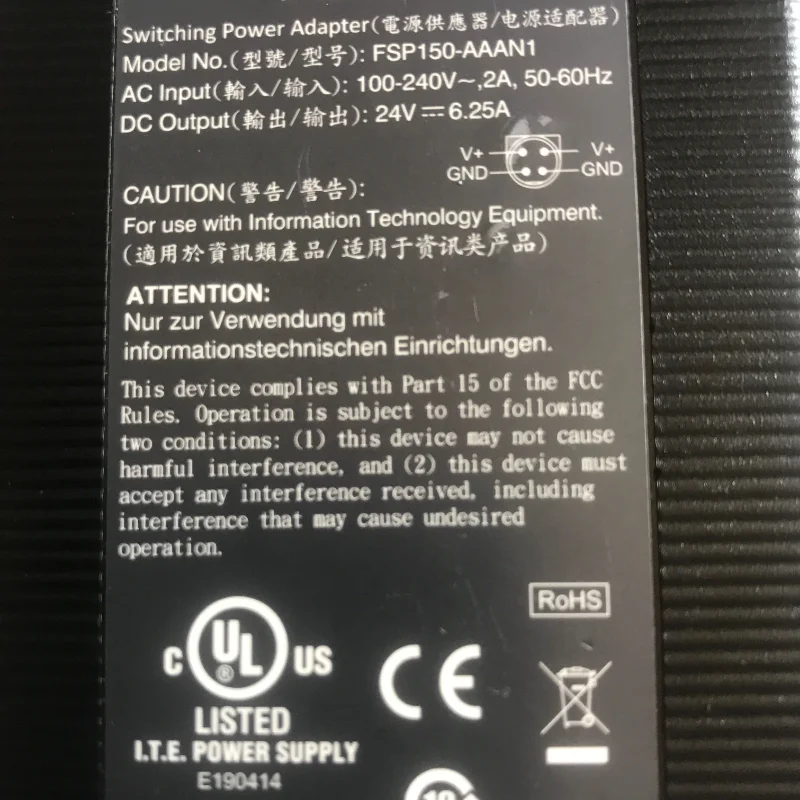 Switching Power Adapter(電源供應器/电源适配器)
Model No.(型號/型号): FSP150-AAAN1
AC Input(輸入/输入): 100-240V~,2A, 50-60Hz
DC Output(輸出/输出): 24V⎓6.25A
V+ V+
GND GND
CAUTION(警告/警告):
For use with Information Technology Equipment.
(適用於資訊類產品/适用于资讯类产品)
ATTENTION:
Nur zur Verwendung mit
informationstechnischen Einrichtungen.
This device complies with Part 15 of the FCC
Rules. Operation is subject to the following
two conditions: (1) this device may not cause
harmful interference, and (2) this device must
accept any interference received, including
interference that may cause undesired
operation.
RoHS
C UL® US
CE
LISTED
I.T.E. POWER SUPPLY
E190414